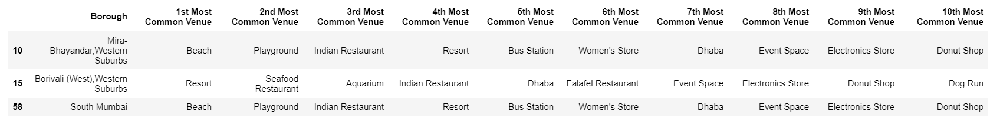 Borough 1st Most Common Venue 2nd Most Common Venue 3rd Most Common Venue 4th Most Common Venue 5th Most Common Venue 6th Most Common Venue 7th Most Common Venue 8th Most Common Venue 9th Most Common Venue 10th Most Common Venue
10 Mira-Bhayandar,Western Suburbs Beach Playground Indian Restaurant Resort Bus Station Women's Store Dhaba Event Space Electronics Store Donut Shop
15 Borivali (West),Western Suburbs Resort Seafood Restaurant Aquarium Indian Restaurant Dhaba Falafel Restaurant Event Space Electronics Store Donut Shop Dog Run
58 South Mumbai Beach Playground Indian Restaurant Resort Bus Station Women's Store Dhaba Event Space Electronics Store Donut Shop